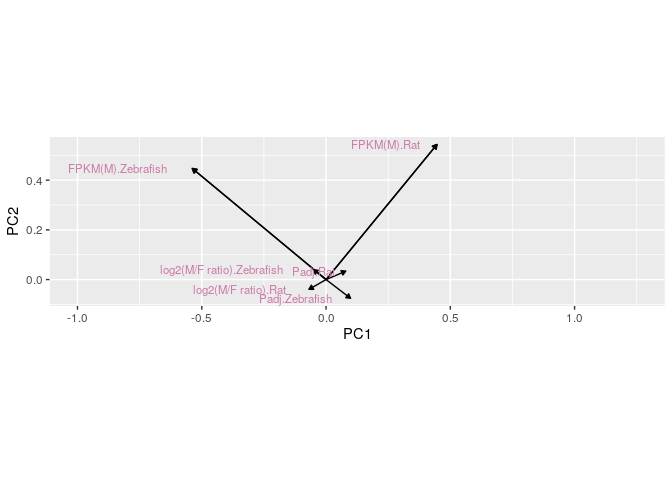 FPKM(M).Rat
FPKM(M).Zebrafish
0.4
PC2
0.2
log2(M/F ratio).Zebrafish
Padj.Rat
0.0
log2(M/F ratio).Rat
Padj.Zebrafish
-1.0
-0.5
0.0
0.5
1.0
PC1